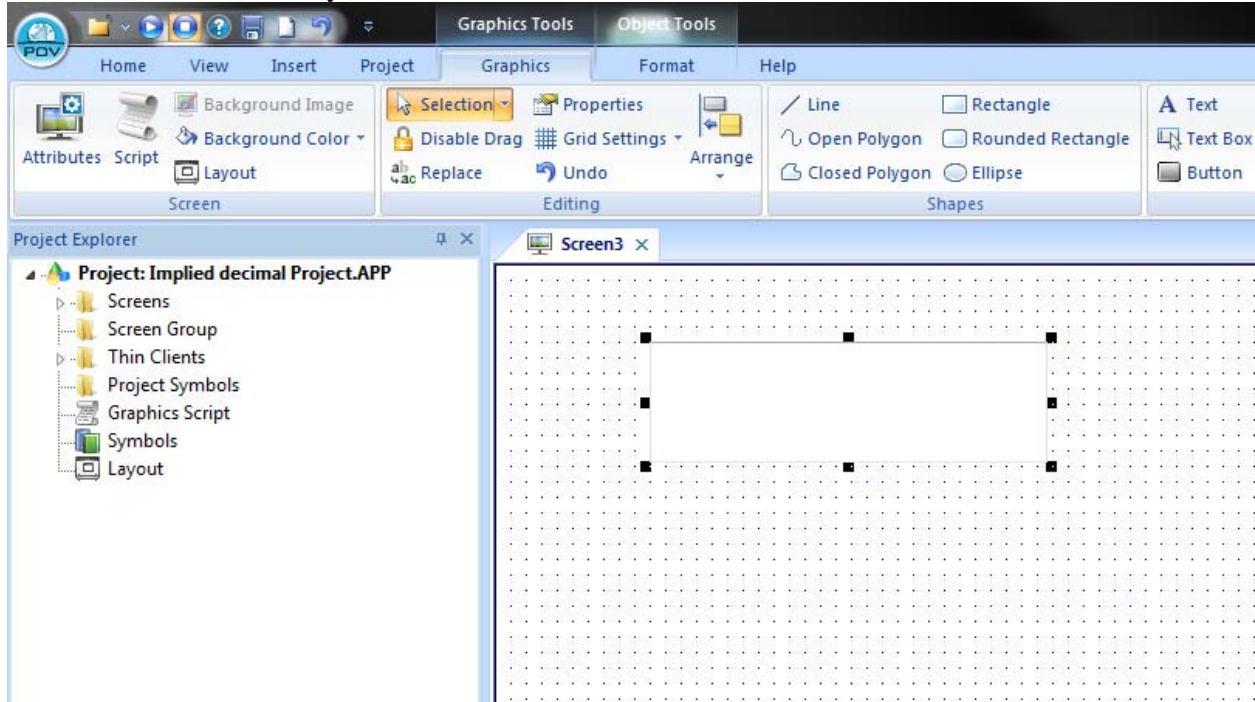 Graphics Tools Object Tools
POV
Home View Insert Project Graphics Format Help
Attributes
Script
Background Image
Background Color
Layout
Screen
Selection
Disable Drag
ab ac Replace
Properties
Grid Settings
Undo
Arrange
Editing
Line
Open Polygon
Closed Polygon
Rectangle
Rounded Rectangle
Ellipse
Shapes
A Text
Text Box
Button
Project Explorer
Project: Implied decimal Project.APP
Screens
Screen Group
Thin Clients
Project Symbols
Graphics Script
Symbols
Layout
Screen3